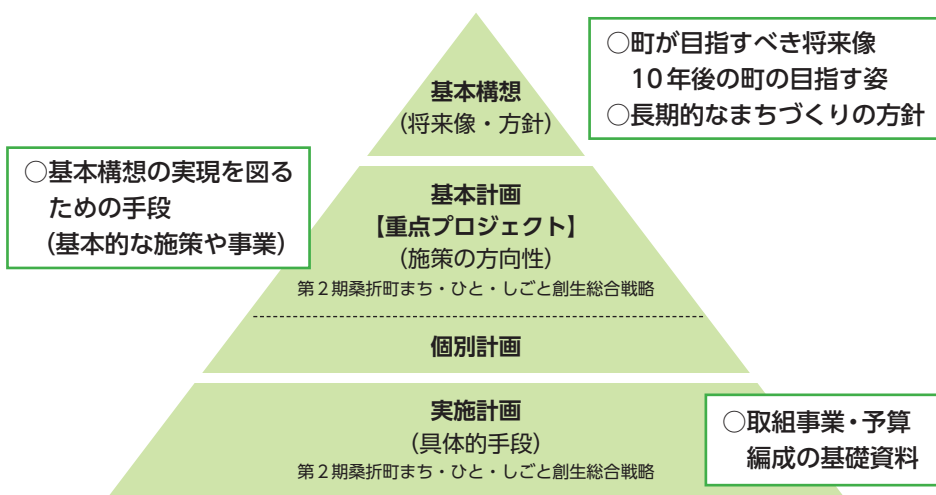 基本構想
（将来像・方針）
○町が目指すべき将来像
10年後の町の目指す姿
○長期的なまちづくりの方針
○基本構想の実現を図る
ための手段
（基本的な施策や事業）
基本計画
【重点プロジェクト】
（施策の方向性）
第２期桑折町まち・ひと・しごと創生総合戦略
個別計画
実施計画
（具体的手段）
第２期桑折町まち・ひと・しごと創生総合戦略
○取組事業・予算
編成の基礎資料